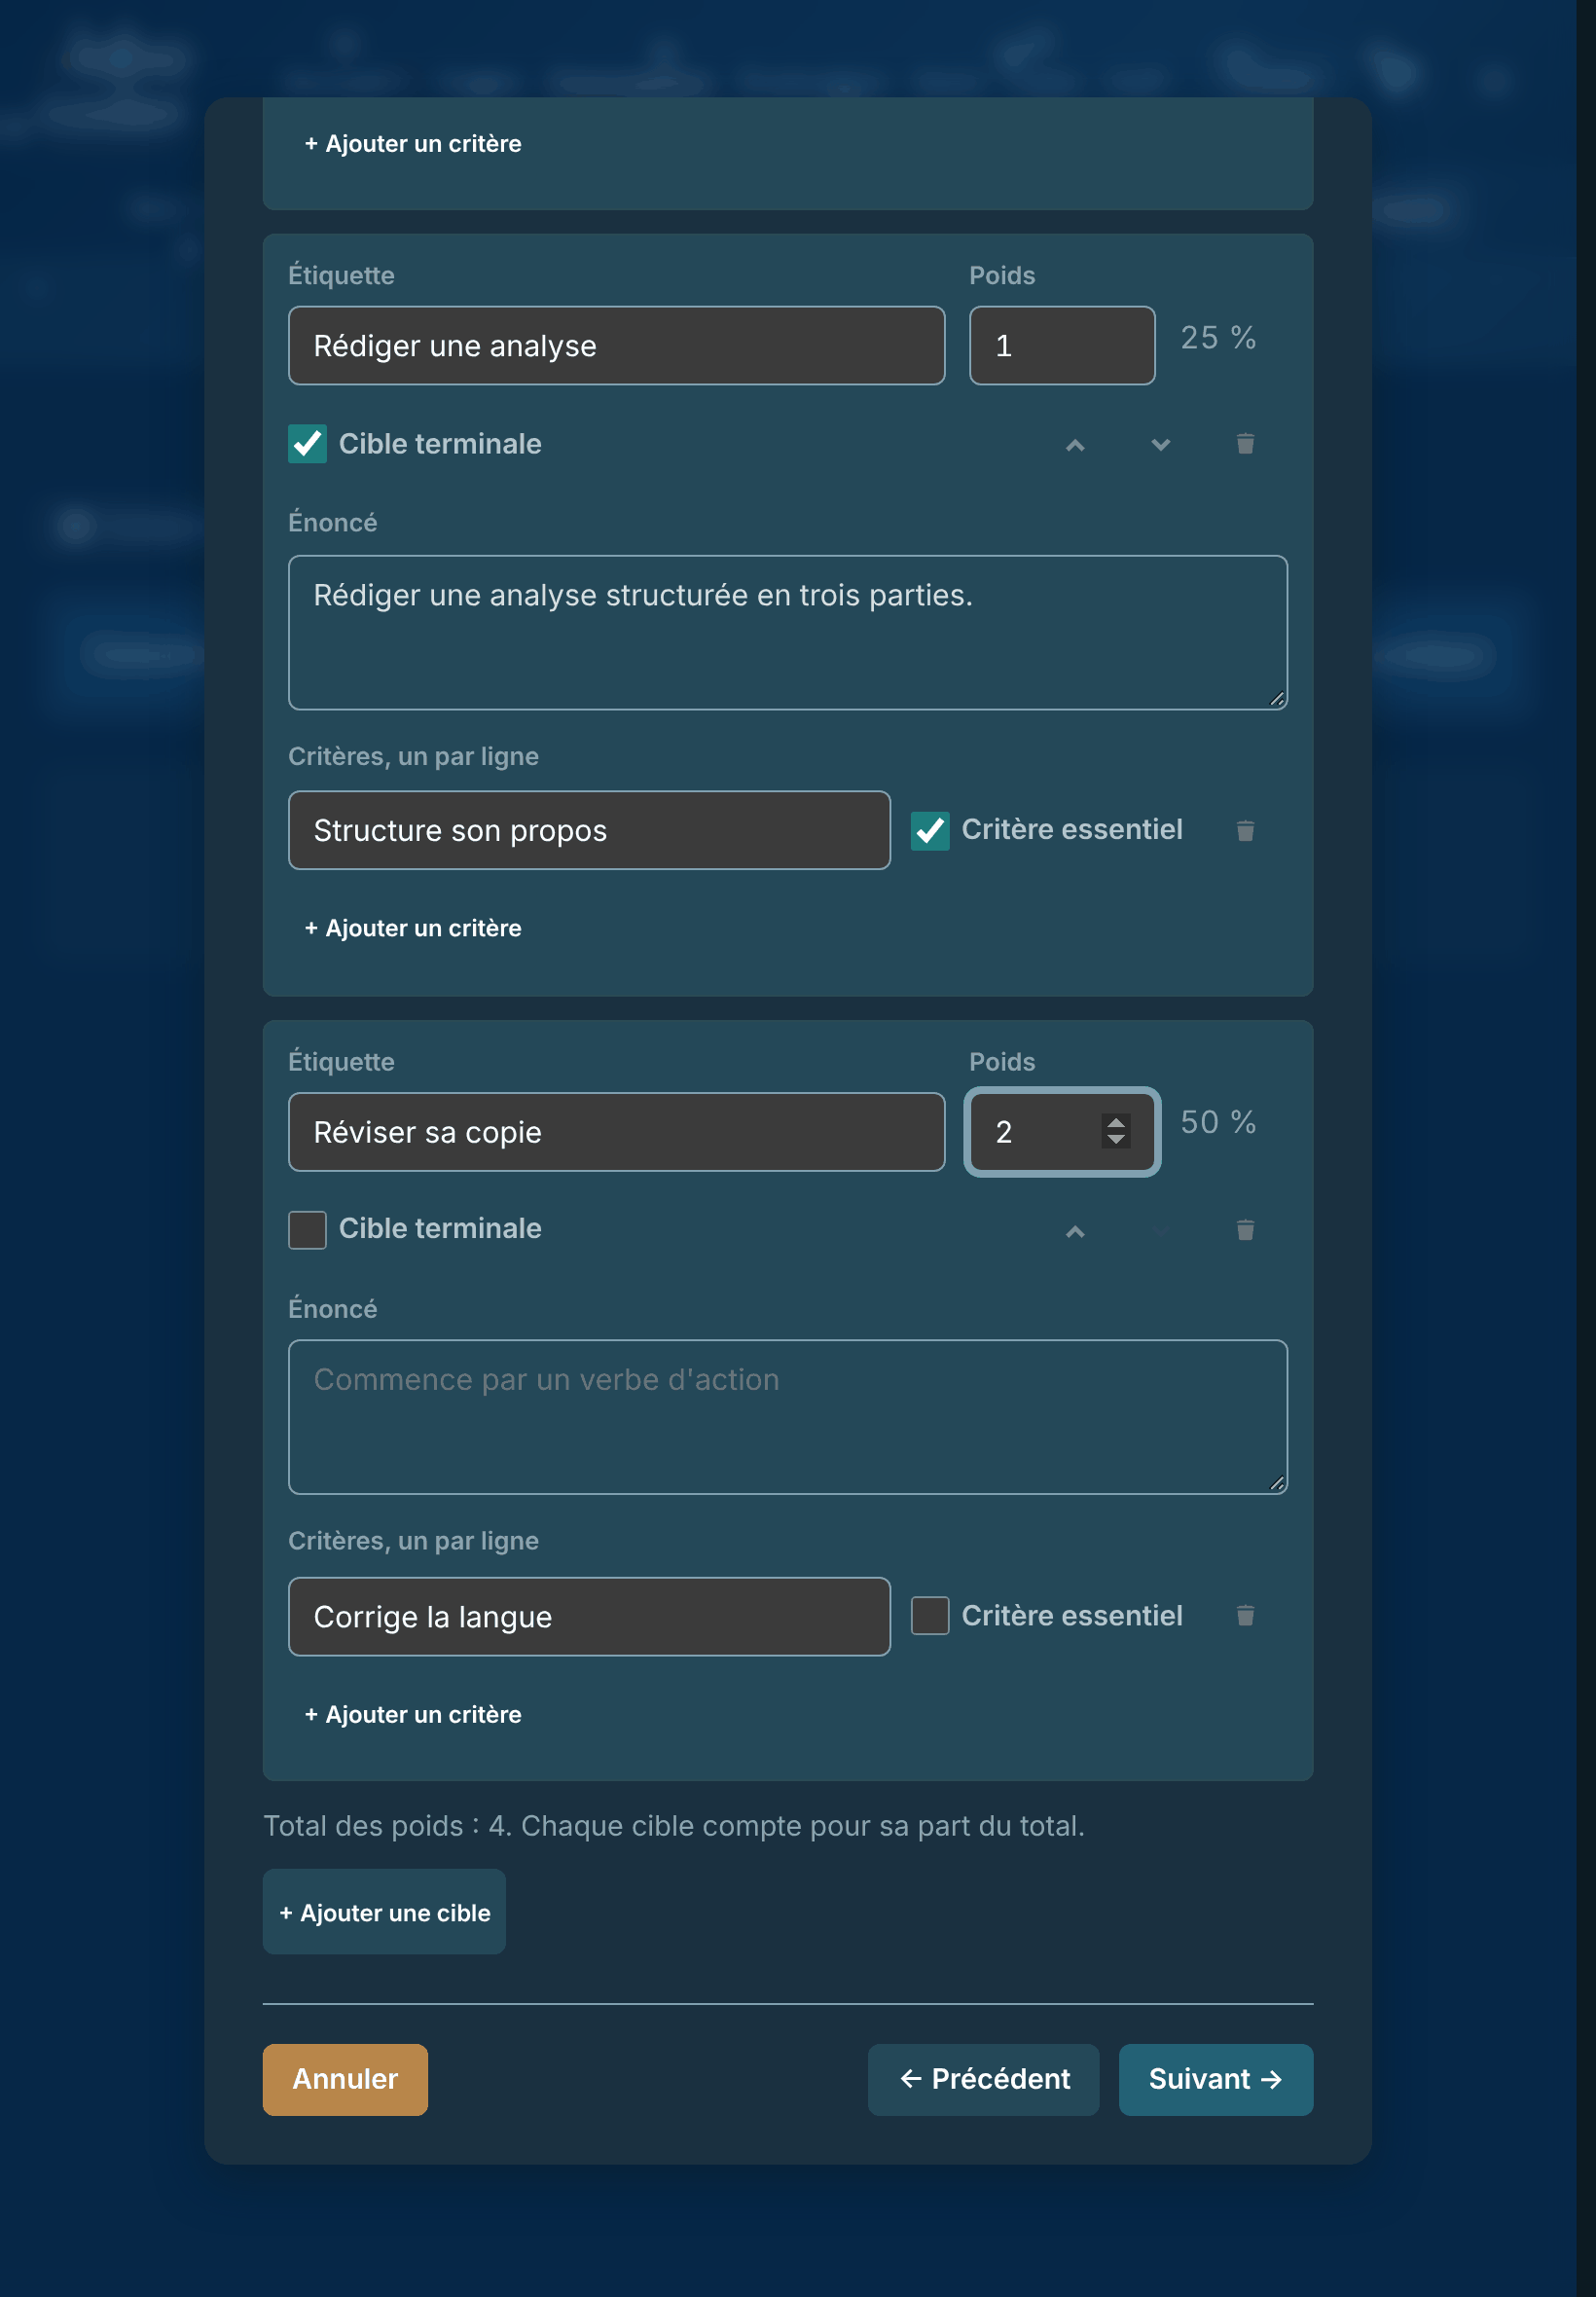 + Ajouter un critère
Étiquette
Poids
Rédiger une analyse
1
25 %
Cible terminale
Énoncé
Rédiger une analyse structurée en trois parties.
Critères, un par ligne
Structure son propos
Critère essentiel
+ Ajouter un critère
Étiquette
Poids
Réviser sa copie
2
50 %
Cible terminale
Énoncé
Commence par un verbe d'action
Critères, un par ligne
Corrige la langue
Critère essentiel
+ Ajouter un critère
Total des poids : 4. Chaque cible compte pour sa part du total.
+ Ajouter une cible
Annuler
← Précédent
Suivant →